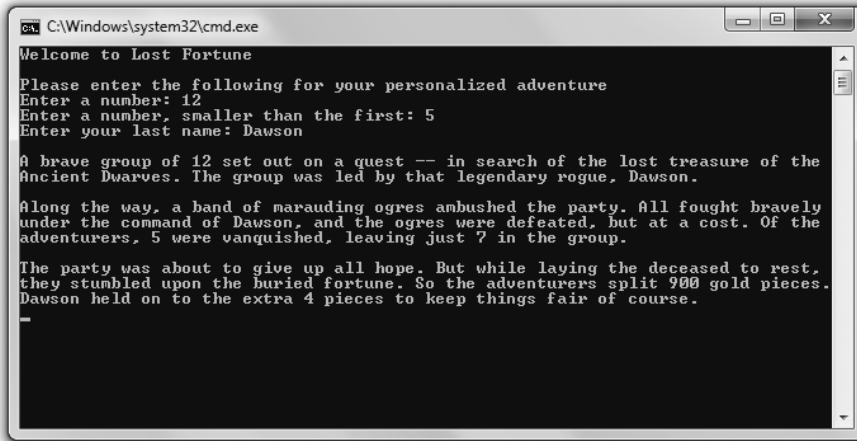 C:\Windows\system32\cmd.exe
Welcome to Lost Fortune
Please enter the following for your personalized adventure
Enter a number: 12
Enter a number, smaller than the first: 5
Enter your last name: Dawson
A brave group of 12 set out on a quest -- in search of the lost treasure of the
Ancient Dwarves. The group was led by that legendary rogue, Dawson.
Along the way, a band of marauding ogres ambushed the party. All fought bravely
under the command of Dawson, and the ogres were defeated, but at a cost. Of the
adventurers, 5 were vanquished, leaving just 7 in the group.
The party was about to give up all hope. But while laying the deceased to rest,
they stumbled upon the buried fortune. So the adventurers split 900 gold pieces.
Dawson held on to the extra 4 pieces to keep things fair of course.